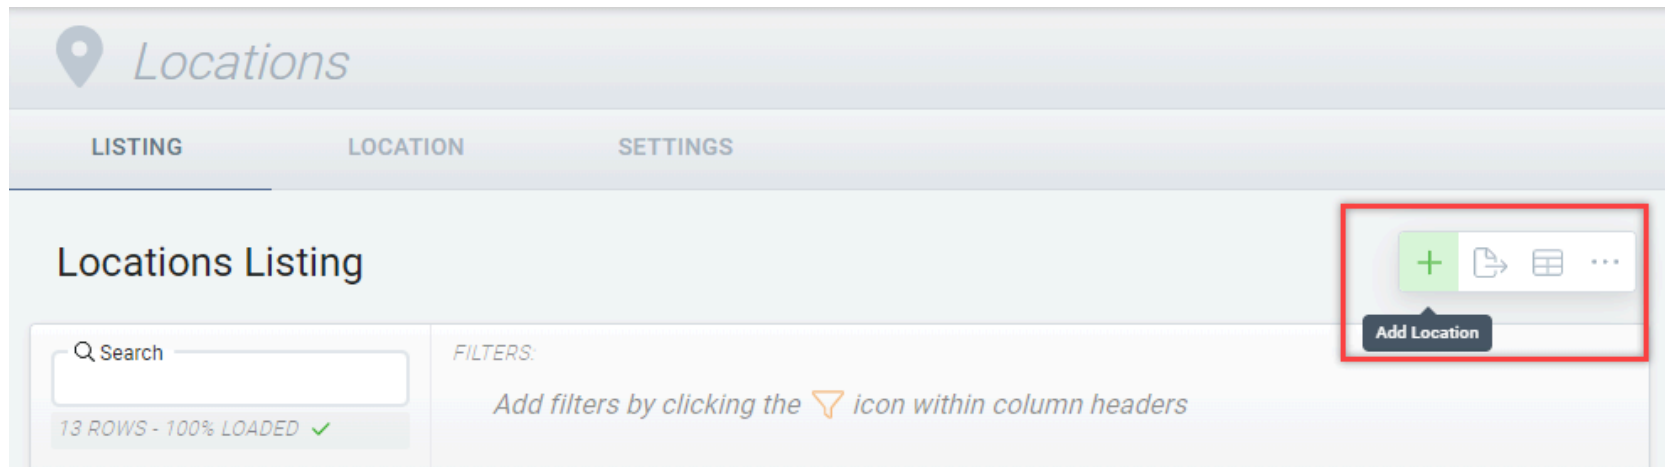 Locations
LISTING LOCATION SETTINGS
Locations Listing
Add Location
Search
FILTERS:
Add filters by clicking the icon within column headers
13 ROWS - 100% LOADED